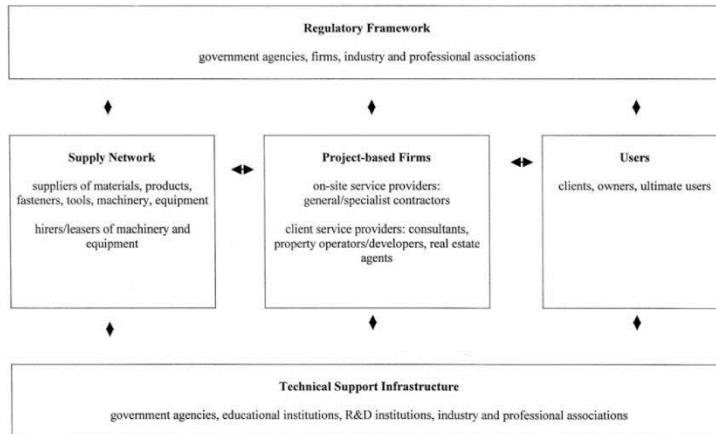 Regulatory Framework
government agencies, firms, industry and professional associations
Supply Network
suppliers of materials, products,
fasteners, tools, machinery, equipment
hirers/leasers of machinery and
equipment
Project-based Firms
on-site service providers:
general/specialist contractors
client service providers: consultants,
property operators/developers, real estate
agents
Users
clients, owners, ultimate users
Technical Support Infrastructure
government agencies, educational institutions, R&D institutions, industry and professional associations